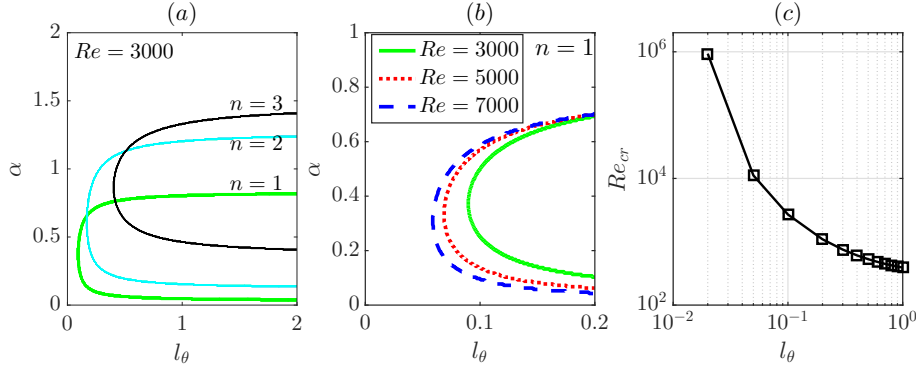 (a)
Re = 3000
n = 3
n = 2
n = 1
α
2
1.5
1
0.5
0
0
1
2
l_θ
(b)
Re = 3000
Re = 5000
Re = 7000
n = 1
α
1
0.8
0.6
0.4
0.2
0
0
0.1
0.2
l_θ
(c)
Re_cr
10^6
10^4
10^2
10^-2
10^-1
10^0
l_θ